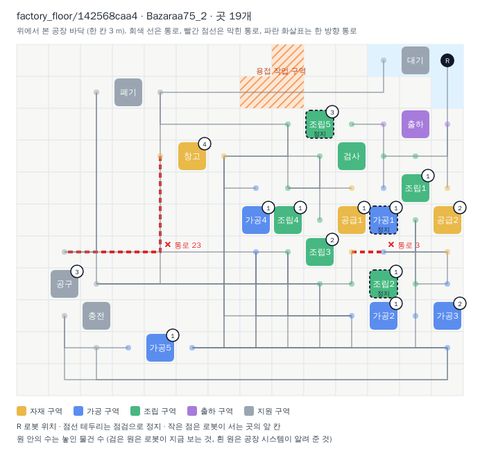 factory_floor/142568caa4 · Bazaraa75_2 · 곳 19개
위에서 본 공장 바닥 (한 칸 3 m). 회색 선은 통로, 빨간 점선은 막힌 통로, 파란 화살표는 한 방향 통로
용접 작업 구역
대기
R
폐기
3
조립5
정지
출하
4
창고
검사
1
조립1
1
가공4
1
조립4
1
공급1
1
가공1
정지
2
공급2
2
조립3
✕ 통로 23
✕ 통로 3
3
공구
1
조립2
정지
충전
1
가공2
2
가공3
1
가공5
자재 구역
가공 구역
조립 구역
출하 구역
지원 구역
R 로봇 위치 · 점선 테두리는 점검으로 정지 · 작은 점은 로봇이 서는 곳의 앞 칸
원 안의 수는 놓인 물건 수 (검은 원은 로봇이 지금 보는 것, 흰 원은 공장 시스템이 알려 준 것)